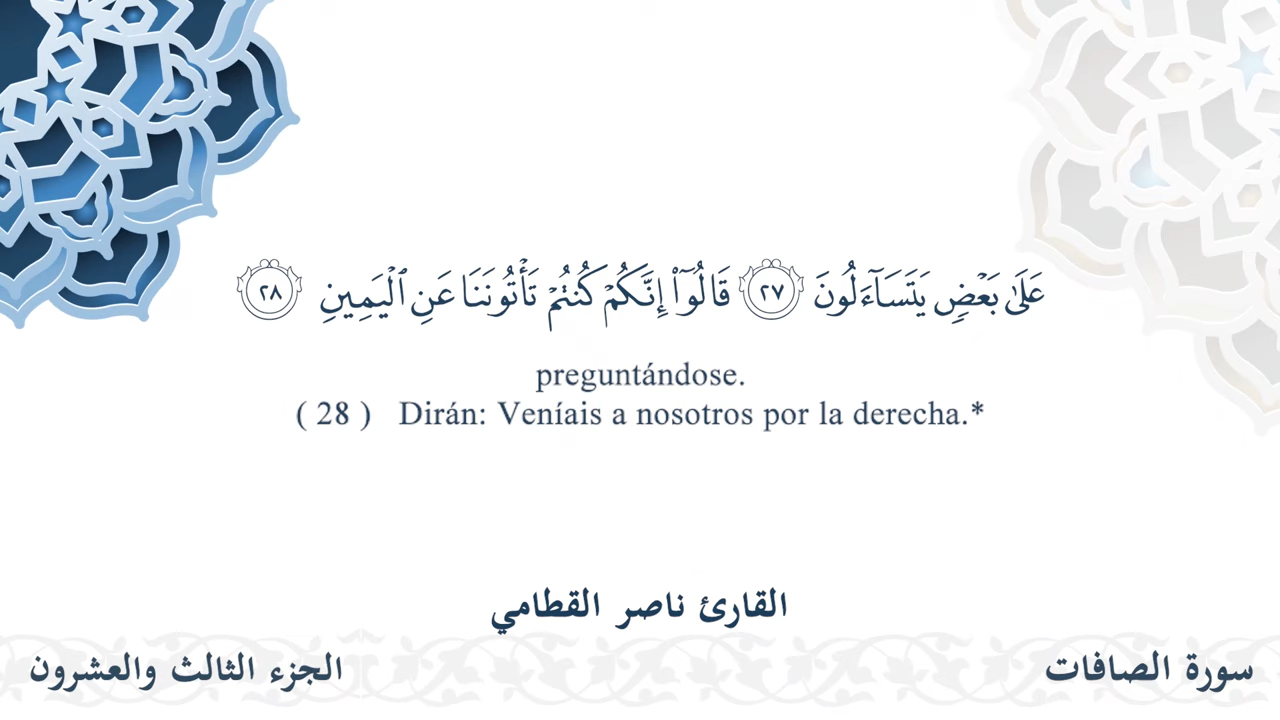 عَلَىٰ بَعْضٖ يَتَسَآءَلُونَ ٢٧ قَالُوٓاْ إِنَّكُمْ كُنتُمْ تَأْتُونَنَا عَنِ ٱلْيَمِينِ ٢٨
preguntándose.
( 28 ) Dirán: Veníais a nosotros por la derecha.*
القارئ ناصر القطامي
سورة الصافات
الجزء الثالث والعشرون